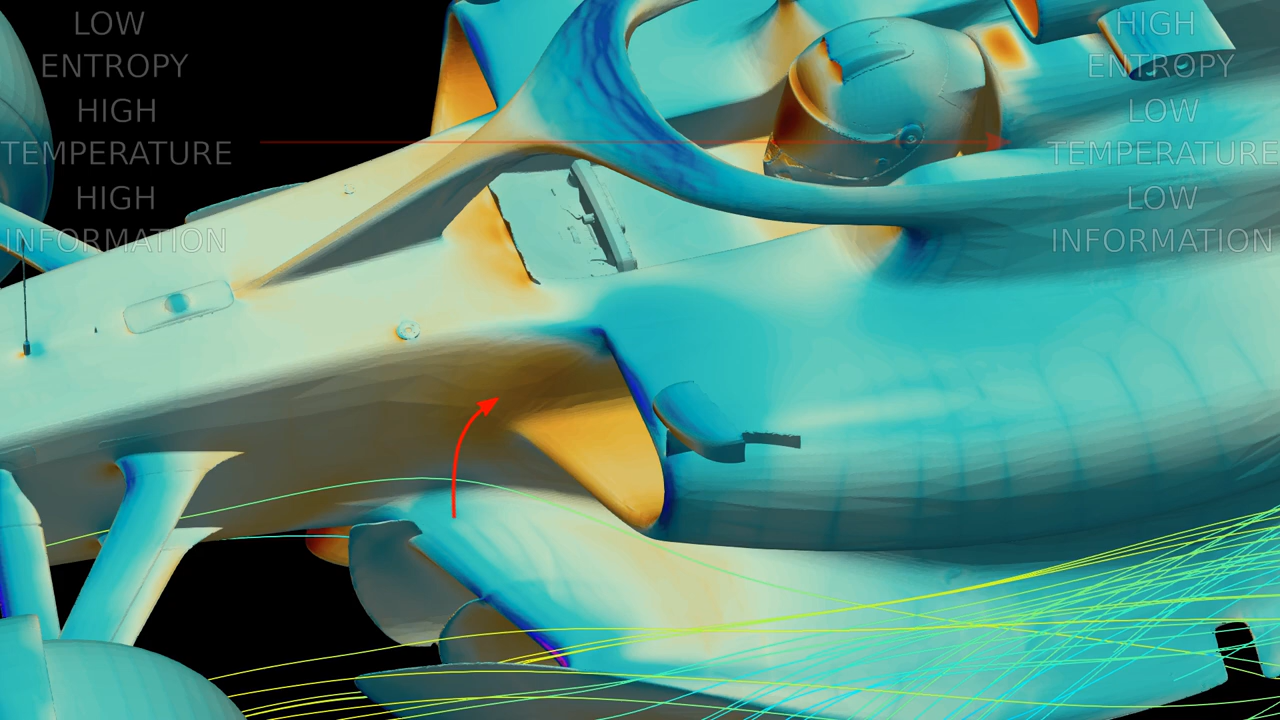 LOW
ENTROPY
HIGH
TEMPERATURE
HIGH
INFORMATION
HIGH
ENTROPY
LOW
TEMPERATURE
LOW
INFORMATION